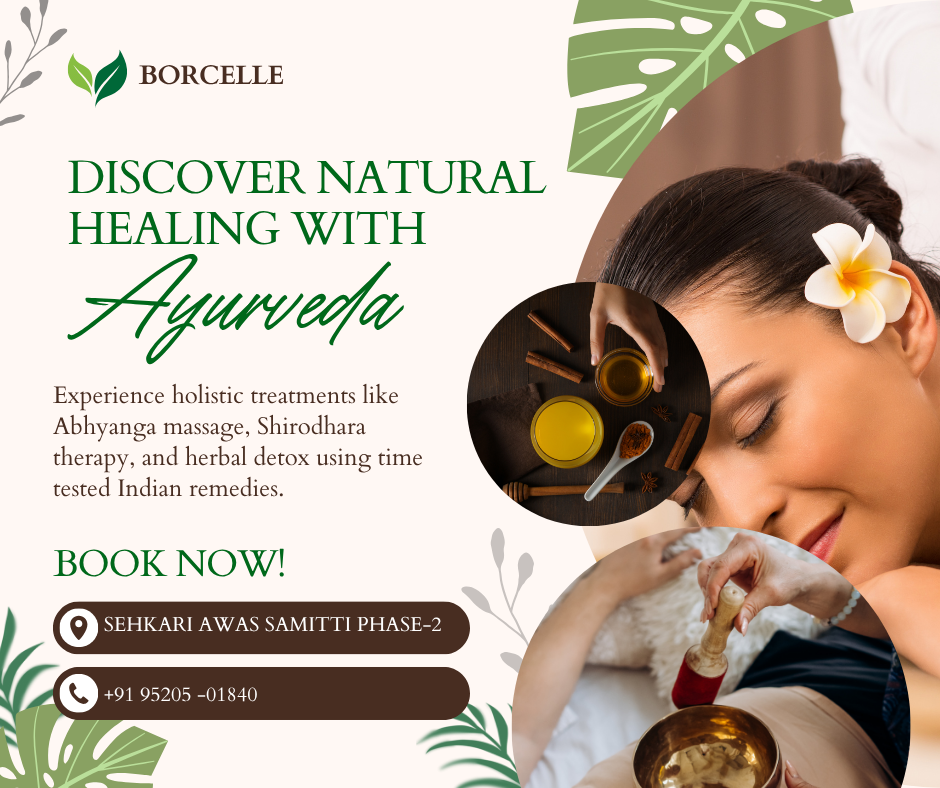 BORCELLE
DISCOVER NATURAL
HEALING WITH
Ayurveda
Experience holistic treatments like
Abhyanga massage, Shirodhara
therapy, and herbal detox using time
tested Indian remedies.
BOOK NOW!
SEHKARI AWAS SAMITTI PHASE-2
+91 95205 -01840